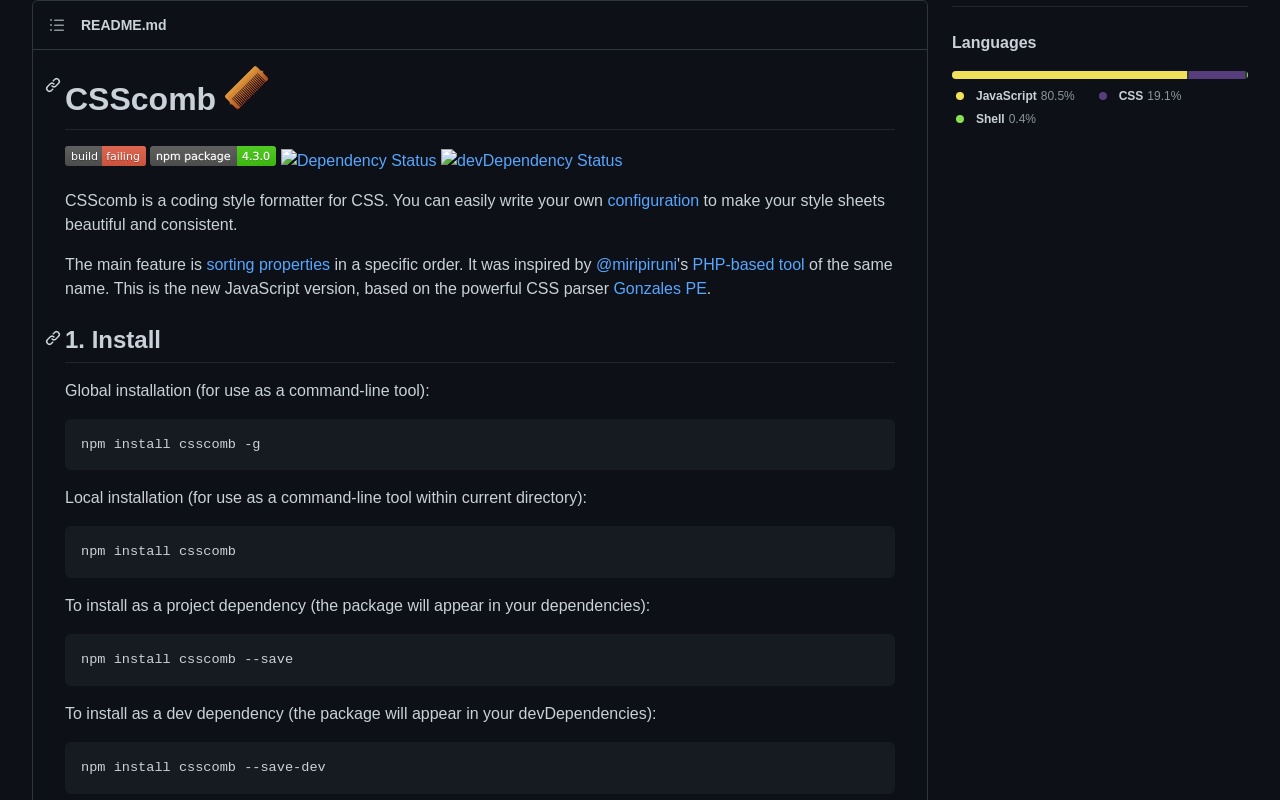 README.md
CSScomb
build failing npm package 4.3.0 Dependency Status devDependency Status
CSScomb is a coding style formatter for CSS. You can easily write your own configuration to make your style sheets
beautiful and consistent.
The main feature is sorting properties in a specific order. It was inspired by @miripiruni's PHP-based tool of the same
name. This is the new JavaScript version, based on the powerful CSS parser Gonzales PE.
1. Install
Global installation (for use as a command-line tool):
npm install csscomb -g
Local installation (for use as a command-line tool within current directory):
npm install csscomb
To install as a project dependency (the package will appear in your dependencies):
npm install csscomb --save
To install as a dev dependency (the package will appear in your devDependencies):
npm install csscomb --save-dev
Languages
JavaScript 80.5% CSS 19.1%
Shell 0.4%